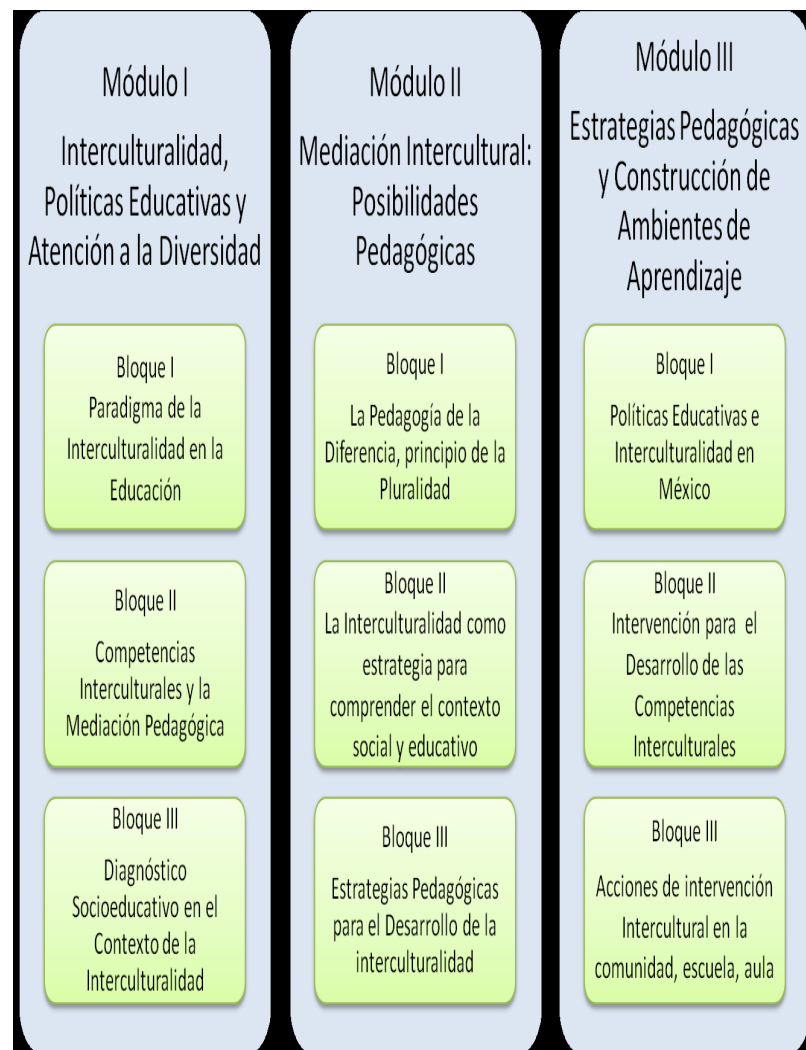 Módulo I
Interculturalidad,
Políticas Educativas y
Atención a la Diversidad
Bloque I
Paradigma de la
Interculturalidad en la
Educación
Bloque II
Competencias
Interculturales y la
Mediación Pedagógica
Bloque III
Diagnóstico
Socioeducativo en el
Contexto de la
Interculturalidad
Módulo II
Mediación Intercultural:
Posibilidades
Pedagógicas
Bloque I
La Pedagogía de la
Diferencia, principio de la
Pluralidad
Bloque II
La Interculturalidad como
estrategia para
comprender el contexto
social y educativo
Bloque III
Estrategias Pedagógicas
para el Desarrollo de la
interculturalidad
Módulo III
Estrategias Pedagógicas
y Construcción de
Ambientes de
Aprendizaje
Bloque I
Políticas Educativas e
Interculturalidad en
México
Bloque II
Intervención para el
Desarrollo de las
Competencias
Interculturales
Bloque III
Acciones de intervención
Intercultural en la
comunidad, escuela, aula